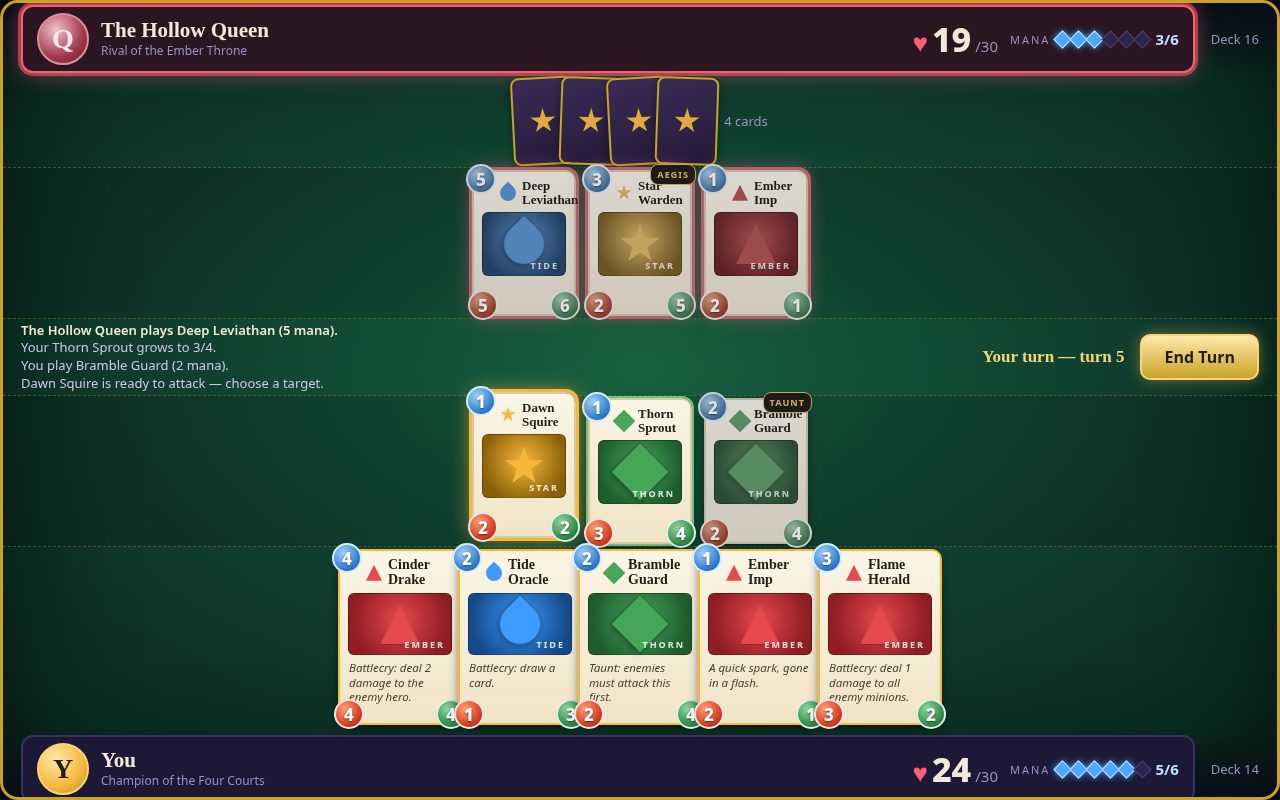 Q
The Hollow Queen
Rival of the Ember Throne
♥ 19 /30
MANA
3/6
Deck 16
4 cards
5
Deep
Leviathan
TIDE
5
6
AEGIS
3
Star
Warden
STAR
2
5
1
Ember
Imp
EMBER
2
1
The Hollow Queen plays Deep Leviathan (5 mana).
Your Thorn Sprout grows to 3/4.
You play Bramble Guard (2 mana).
Dawn Squire is ready to attack — choose a target.
Your turn — turn 5
End Turn
1
Dawn
Squire
STAR
2
2
1
Thorn
Sprout
THORN
3
4
TAUNT
2
Bramble
Guard
THORN
2
4
4
Cinder
Drake
EMBER
Battlecry: deal 2
damage to the
enemy hero.
4
4
2
Tide
Oracle
TIDE
Battlecry: draw a
card.
1
3
2
Bramble
Guard
THORN
Taunt: enemies
must attack this
first.
2
4
1
Ember
Imp
EMBER
A quick spark, gone
in a flash.
2
1
3
Flame
Herald
EMBER
Battlecry: deal 1
damage to all
enemy minions.
3
2
Y
You
Champion of the Four Courts
♥ 24 /30
MANA
5/6
Deck 14